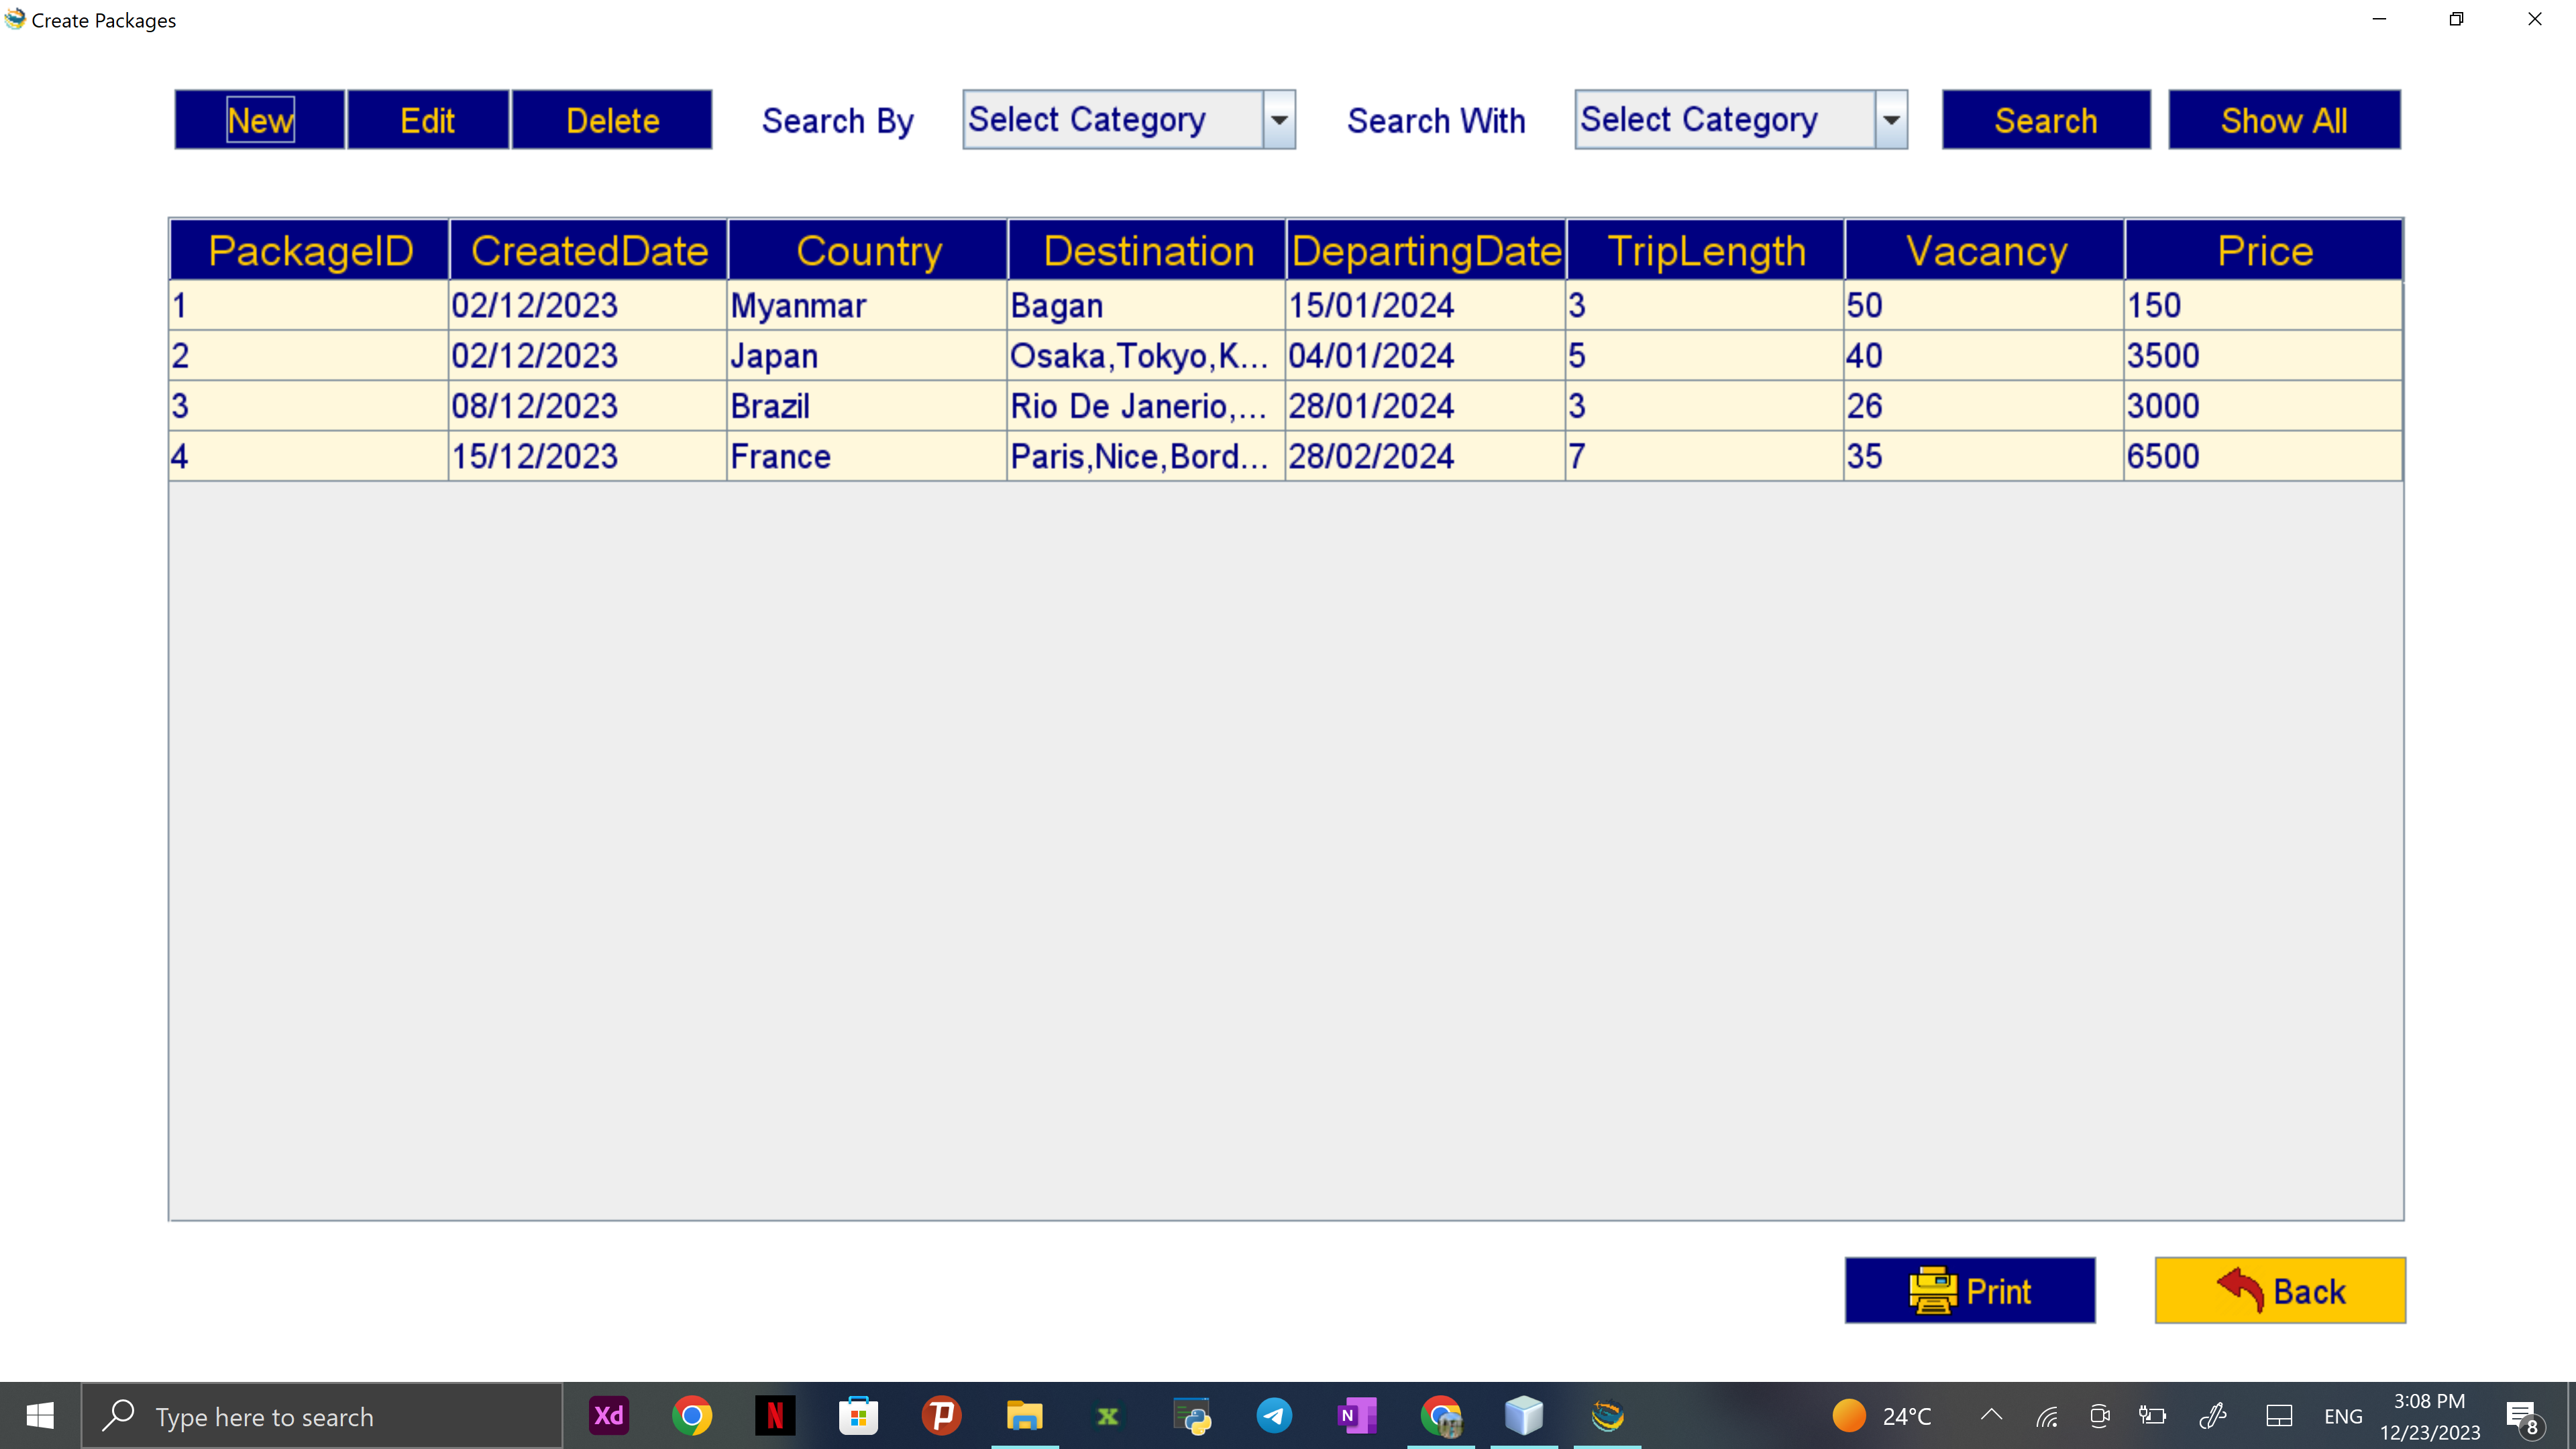 Create Packages
New Edit Delete Search By Select Category Search With Select Category Search Show All
PackageID CreatedDate Country Destination DepartingDate TripLength Vacancy Price
1 02/12/2023 Myanmar Bagan 15/01/2024 3 50 150
2 02/12/2023 Japan Osaka,Tokyo,K... 04/01/2024 5 40 3500
3 08/12/2023 Brazil Rio De Janerio,... 28/01/2024 3 26 3000
4 15/12/2023 France Paris,Nice,Bord... 28/02/2024 7 35 6500
Print Back
Type here to search Xd N P X N 24°C ENG 3:08 PM
12/23/2023 8